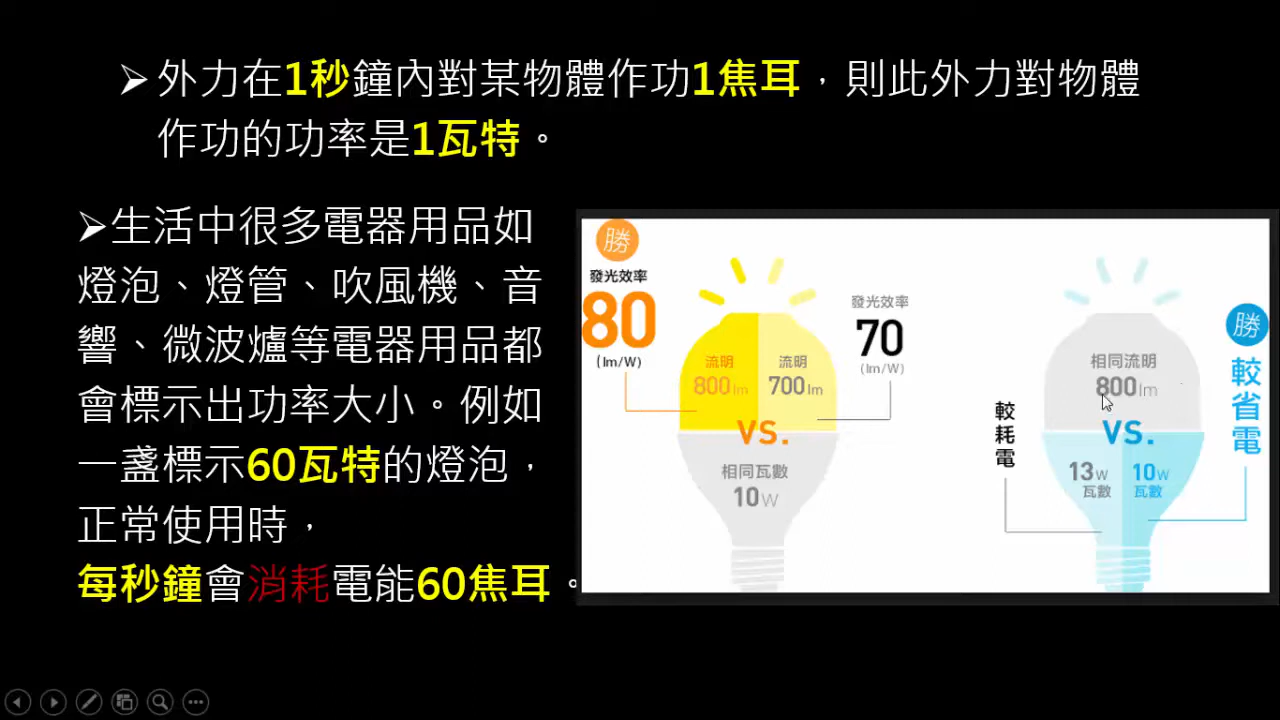 ➢外力在1秒鐘內對某物體作功1焦耳，則此外力對物體
作功的功率是1瓦特。
➢生活中很多電器用品如
燈泡、燈管、吹風機、音
響、微波爐等電器用品都
會標示出功率大小。例如
一盞標示60瓦特的燈泡，
正常使用時，
每秒鐘會消耗電能60焦耳。
勝
發光效率
80
(lm/W)
流明
800lm
流明
700lm
發光效率
70
(lm/W)
VS.
相同瓦數
10W
相同流明
800lm
VS.
較耗電
13W
瓦數
10W
瓦數
勝
較省電